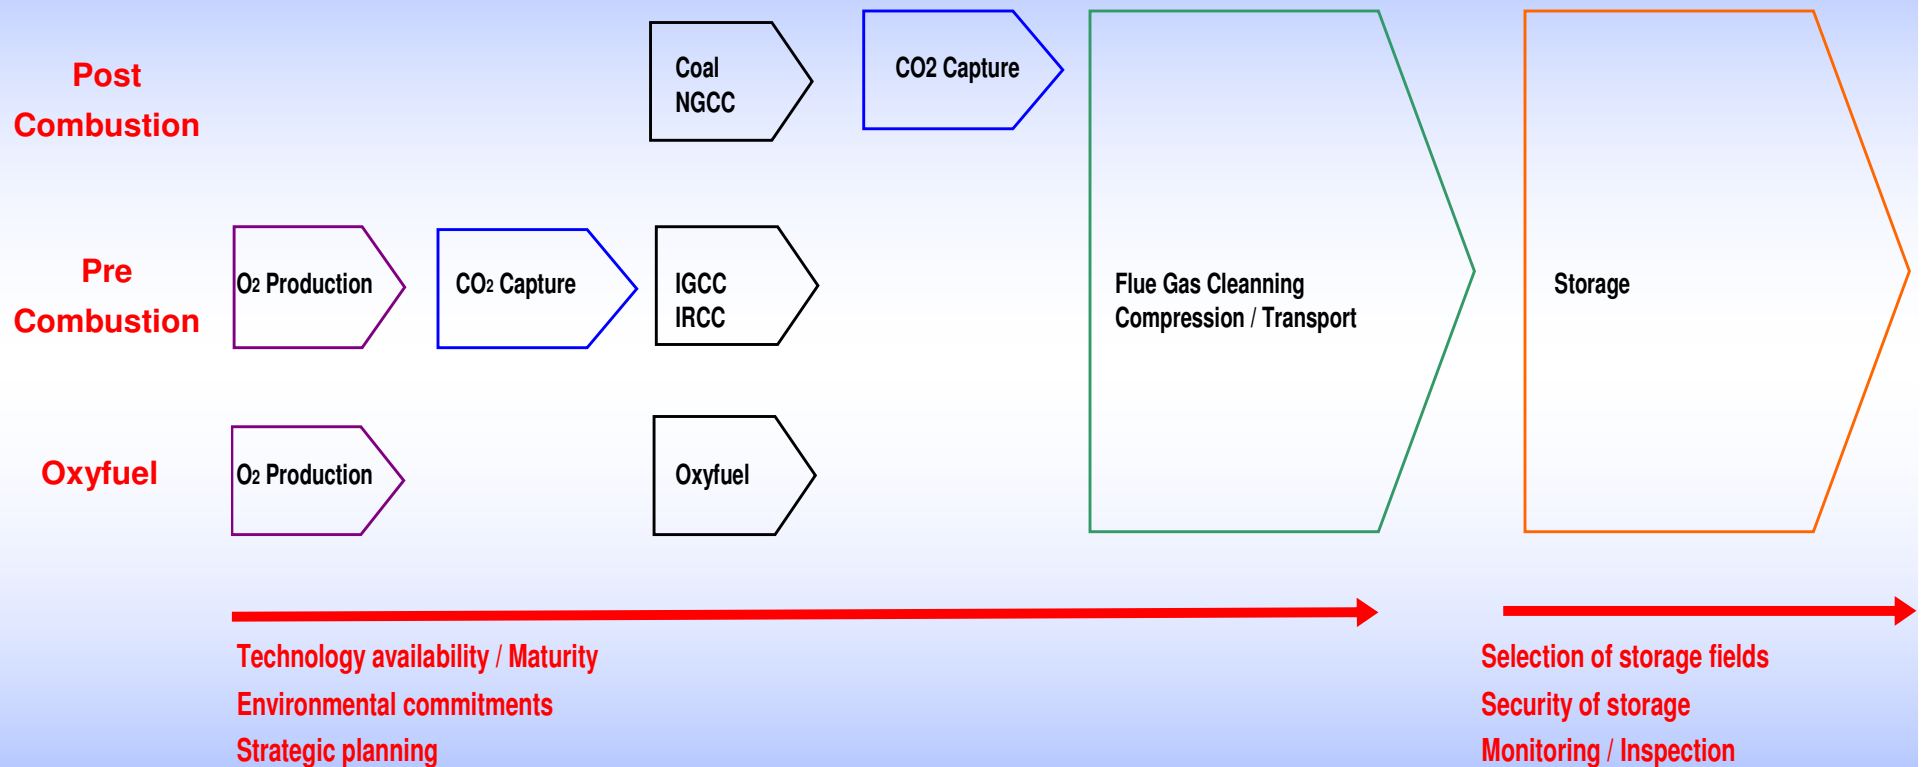 Post
Combustion
Coal
NGCC
CO2 Capture
Pre
Combustion
O2 Production
CO2 Capture
IGCC
IRCC
Flue Gas Cleanning
Compression / Transport
Storage
Oxyfuel
O2 Production
Oxyfuel
Technology availability / Maturity
Environmental commitments
Strategic planning
Selection of storage fields
Security of storage
Monitoring / Inspection